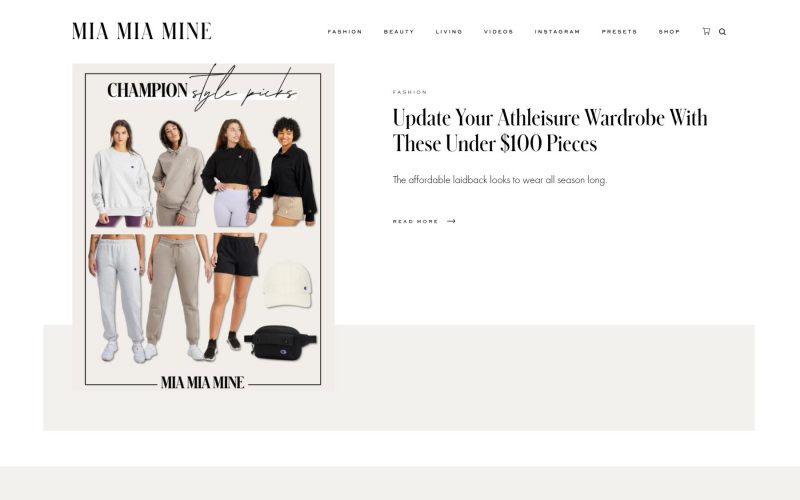 MIA MIA MINE
FASHION
BEAUTY
LIVING
VIDEOS
INSTAGRAM
PRESETS
SHOP
CHAMPION style picks
MIA MIA MINE
FASHION
Update Your Athleisure Wardrobe With
These Under $100 Pieces
The affordable laidback looks to wear all season long.
READ MORE